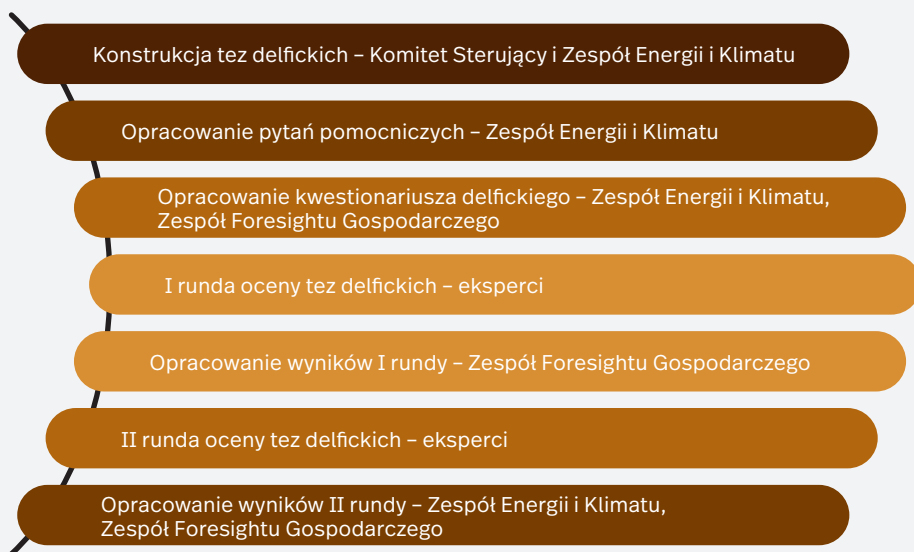 Konstrukcja tez delfickich – Komitet Sterujący i Zespół Energii i Klimatu
Opracowanie pytań pomocniczych – Zespół Energii i Klimatu
Opracowanie kwestionariusza delfickiego – Zespół Energii i Klimatu,
Zespół Foresightu Gospodarczego
I runda oceny tez delfickich – eksperci
Opracowanie wyników I rundy – Zespół Foresightu Gospodarczego
II runda oceny tez delfickich – eksperci
Opracowanie wyników II rundy – Zespół Energii i Klimatu,
Zespół Foresightu Gospodarczego